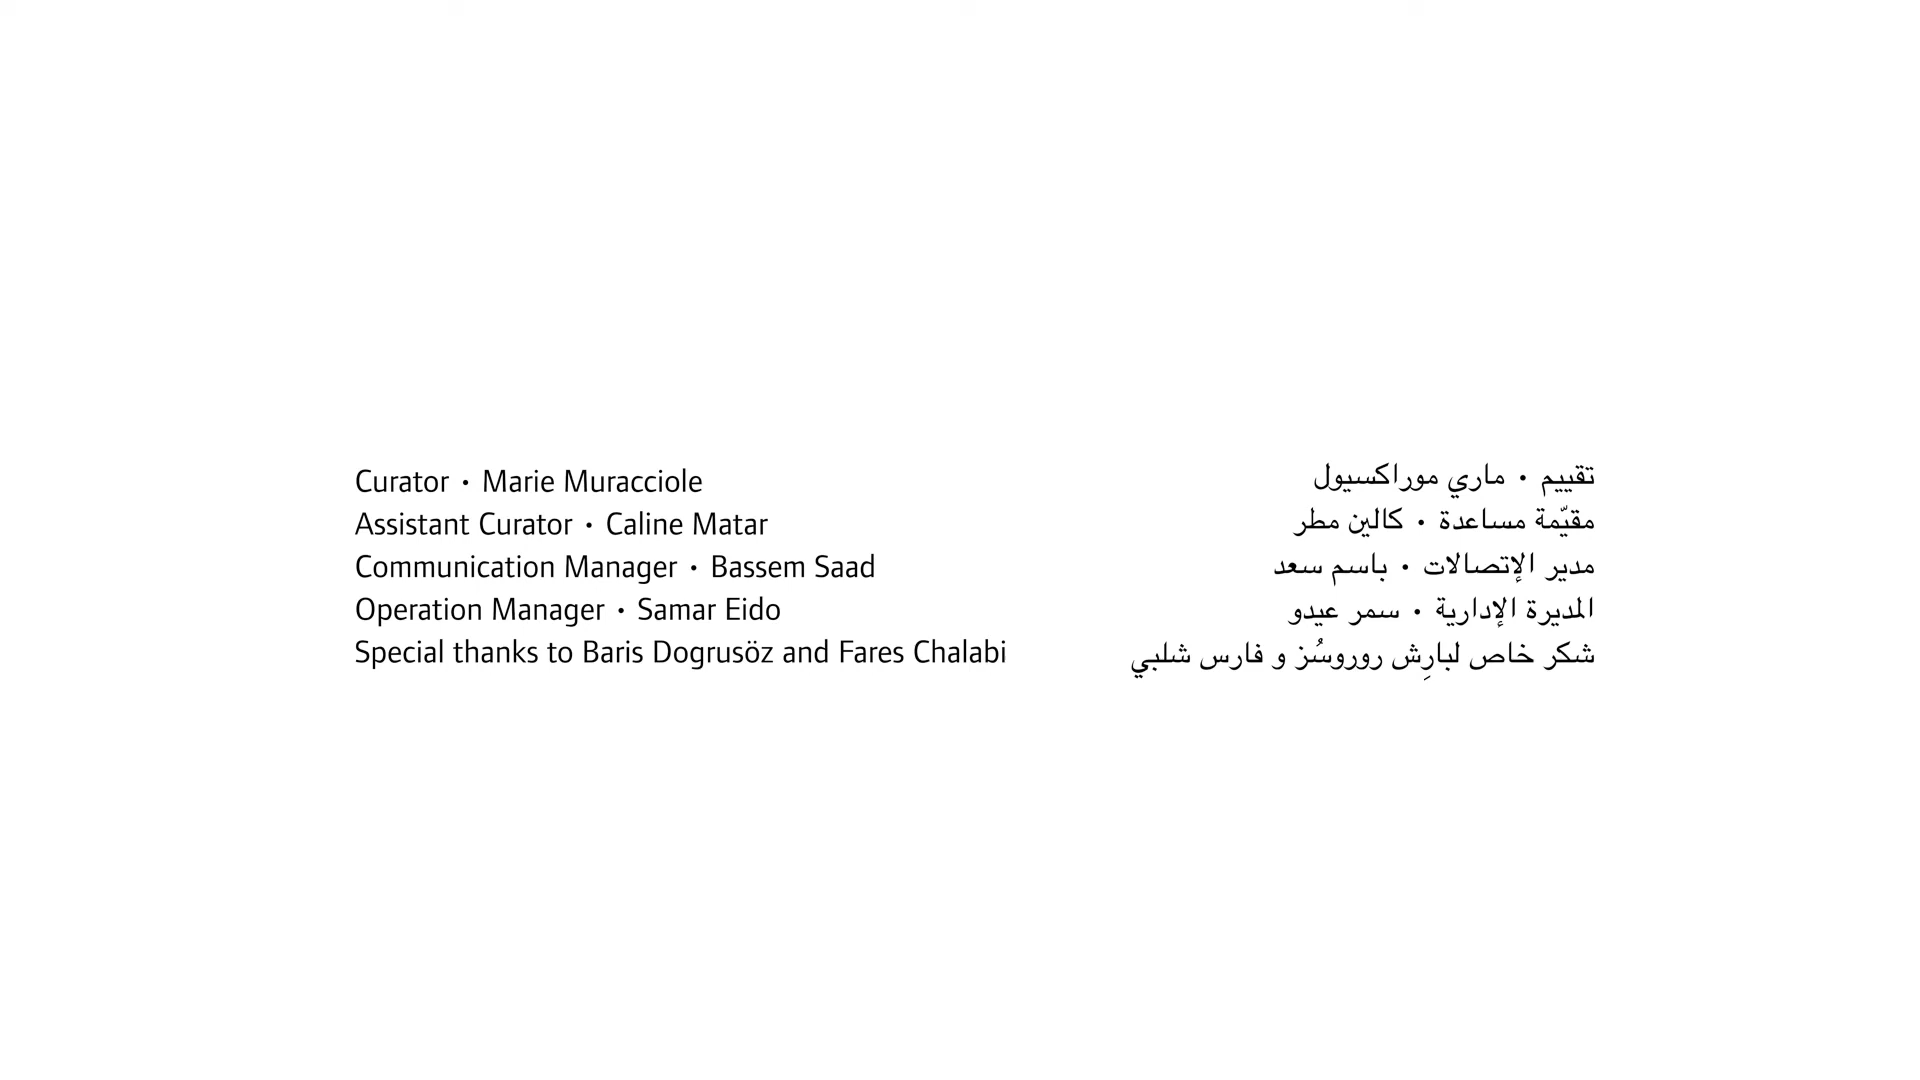 Curator • Marie Muracciole
Assistant Curator • Caline Matar
Communication Manager • Bassem Saad
Operation Manager • Samar Eido
Special thanks to Baris Dogrusöz and Fares Chalabi
تقييم • ماري موراكسيول
مقيّمة مساعدة • كالين مطر
مدير الإتصالات • باسم سعد
المديرة الإدارية • سمر عيدو
شكر خاص لبارِش روروسُز و فارس شلبي